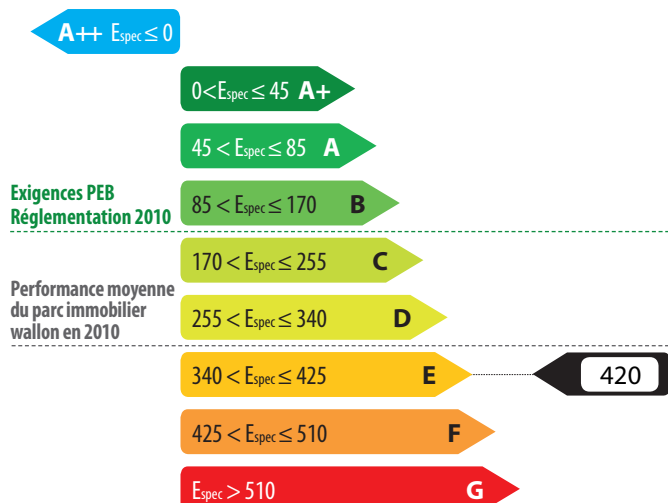 A++ Espec ≤ 0
0<Espec ≤ 45 A+
45 < Espec ≤ 85 A
Exigences PEB
Réglementation 2010
85 < Espec ≤ 170 B
170 < Espec ≤ 255 C
Performance moyenne
du parc immobilier
wallon en 2010
255 < Espec ≤ 340 D
340 < Espec ≤ 425 E
420
425 < Espec ≤ 510 F
Espec > 510 G